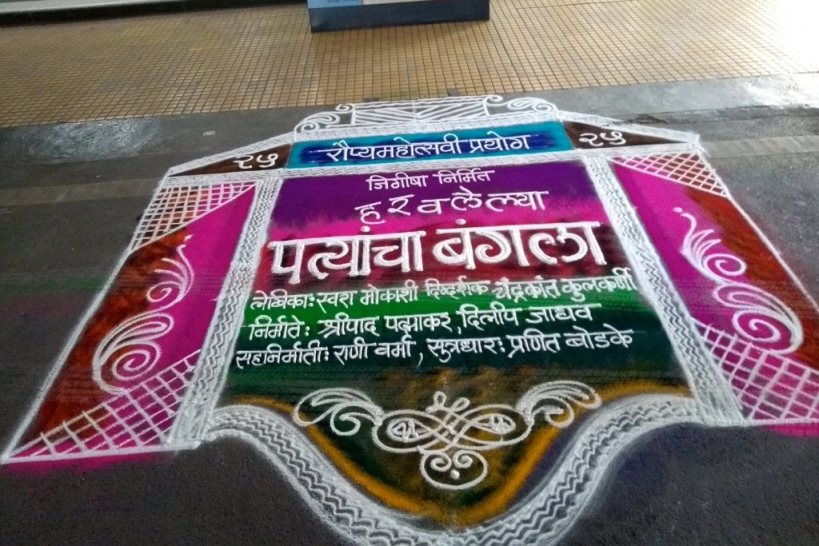 २५ रौप्यमहोत्सवी प्रयोग २५
जिगीषा निर्मित
हरवलेल्या
पत्त्यांचा बंगला
लेखिका: स्वरा मोकाशी दिग्दर्शक चंद्रकांत कुलकर्णी
निर्माते: श्रीपाद पद्माकर, दिलीप जाधव
सहनिर्माती: राणी वर्मा, सुत्रधार: प्रणित बोडके